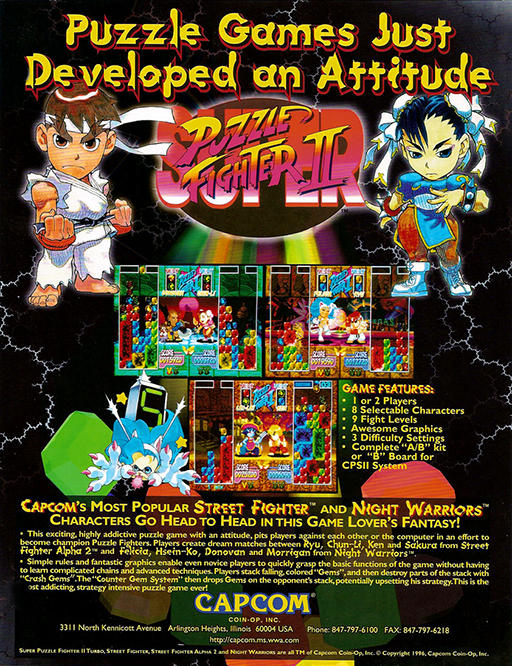 Puzzle Games Just
Developed an Attitude
SUPER
PUZZLE
FIGHTER II
GAME FEATURES:
• 1 or 2 Players
• 8 Selectable Characters
• 9 Fight Levels
• Awesome Graphics
• 3 Difficulty Settings
• Complete "A/B" kit
or "B" Board for
CPSII System
CAPCOM'S MOST POPULAR STREET FIGHTER™ AND NIGHT WARRIORS™
CHARACTERS GO HEAD TO HEAD IN THIS GAME LOVER'S FANTASY!
• This exciting, highly addictive puzzle game with an attitude, pits players against each other or the computer in an effort to
become champion Puzzle Fighters. Players create dream matches between Ryu, Chun-Li, Ken and Sakura from Street
Fighter Alpha 2™ and Felicia, Hsein-Ko, Donovan and Morrigan from Night Warriors™.
• Simple rules and fantastic graphics enable even novice players to quickly grasp the basic functions of the game without having
to learn complicated chains and advanced techniques. Players stack falling, colored "Gems", and then destroy parts of the stack with
"Crash Gems". The "Counter Gem System" then drops Gems on the opponent's stack, potentially upsetting his strategy. This is the
ost addicting, strategy intensive puzzle game ever!
CAPCOM
COIN-OP, INC.
3311 North Kennicott Avenue Arlington Heights, Illinois 60004 USA Phone: 847-797-6100 FAX: 847-797-6218
http://capcom.ms.wwa.com
SUPER PUZZLE FIGHTER II TURBO, STREET FIGHTER, STREET FIGHTER ALPHA 2 and NIGHT WARRIORS are all TM of Capcom Coin-Op, Inc. © Copyright 1996, Capcom Coin-Op, Inc.